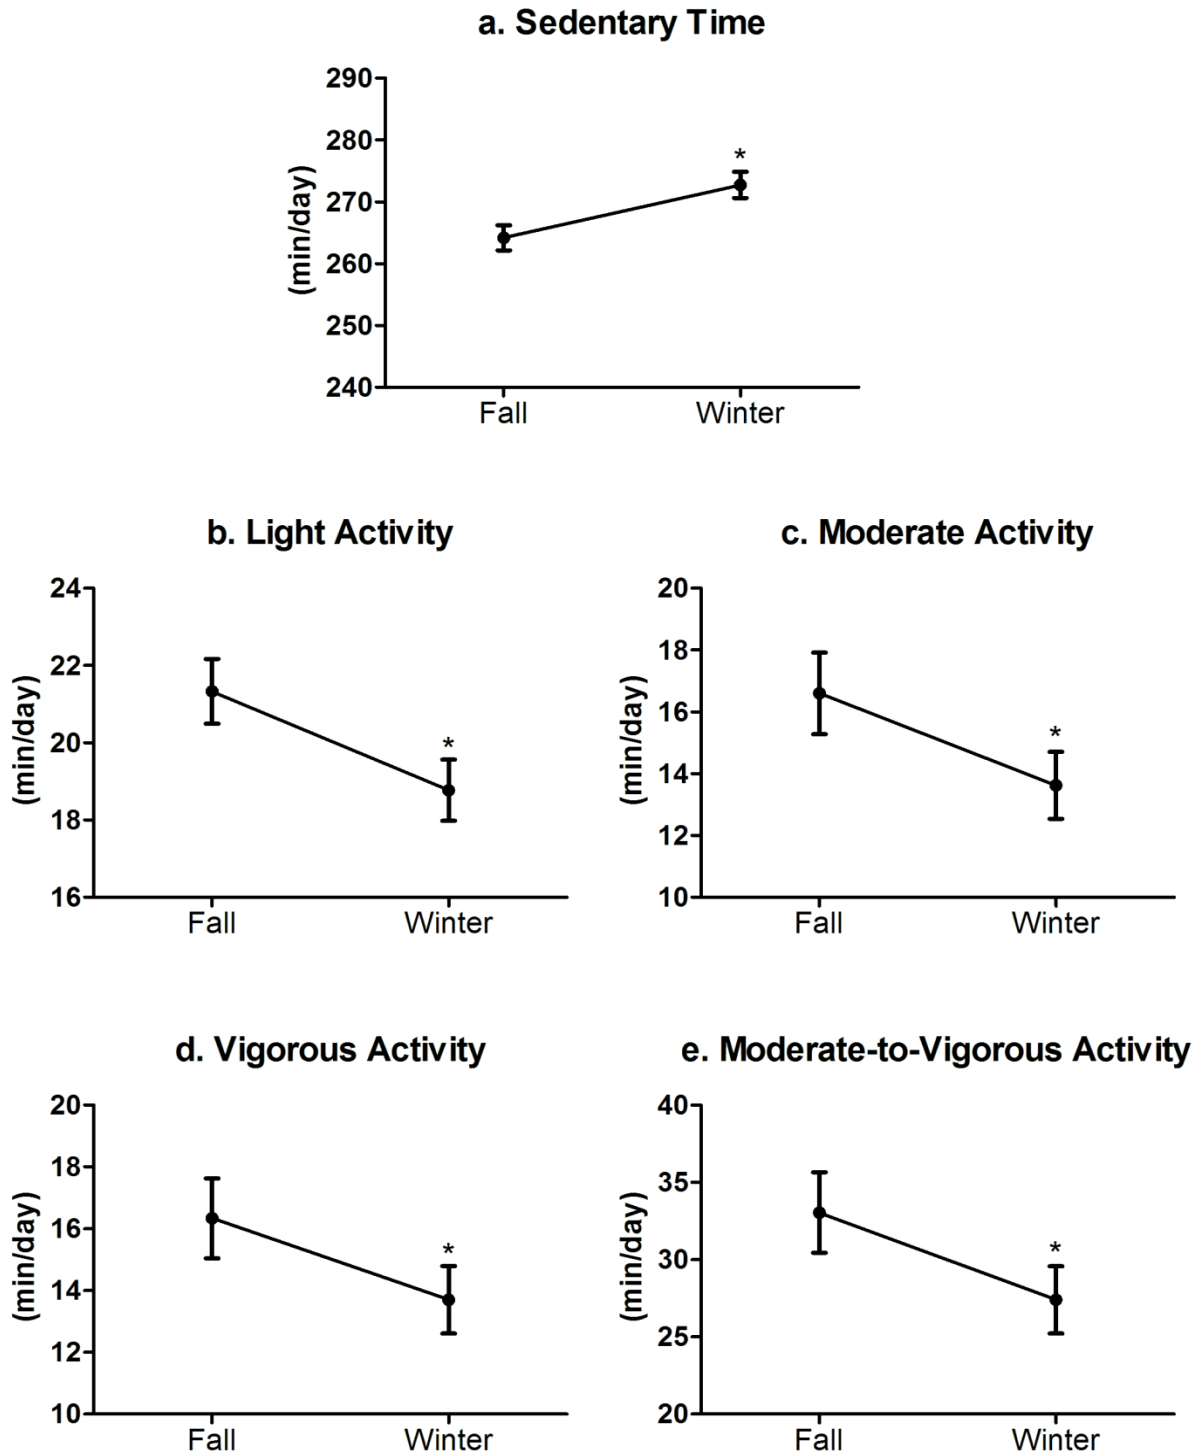 a. Sedentary Time
290
280
270
260
250
240
(min/day)
Fall Winter
*
b. Light Activity
24
22
20
18
16
(min/day)
Fall Winter
*
c. Moderate Activity
20
18
16
14
12
10
(min/day)
Fall Winter
*
d. Vigorous Activity
20
18
16
14
12
10
(min/day)
Fall Winter
*
e. Moderate-to-Vigorous Activity
40
35
30
25
20
(min/day)
Fall Winter
*